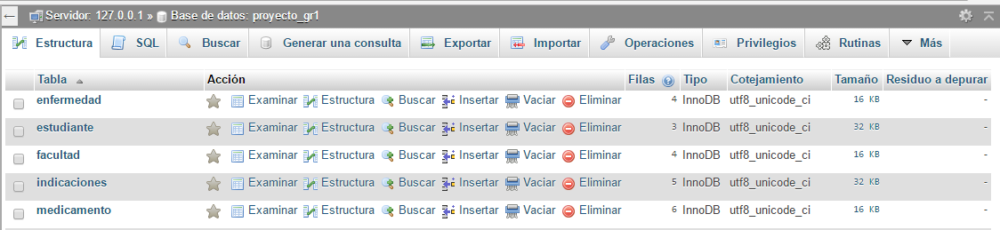 Servidor: 127.0.0.1 » Base de datos: proyecto_gr1
Estructura SQL Buscar Generar una consulta Exportar Importar Operaciones Privilegios Rutinas Más
Tabla Acción Filas Tipo Cotejamiento Tamaño Residuo a depurar
enfermedad Examinar Estructura Buscar Insertar Vaciar Eliminar 4 InnoDB utf8_unicode_ci 16 KB -
estudiante Examinar Estructura Buscar Insertar Vaciar Eliminar 3 InnoDB utf8_unicode_ci 32 KB -
facultad Examinar Estructura Buscar Insertar Vaciar Eliminar 4 InnoDB utf8_unicode_ci 16 KB -
indicaciones Examinar Estructura Buscar Insertar Vaciar Eliminar 5 InnoDB utf8_unicode_ci 32 KB -
medicamento Examinar Estructura Buscar Insertar Vaciar Eliminar 6 InnoDB utf8_unicode_ci 16 KB -